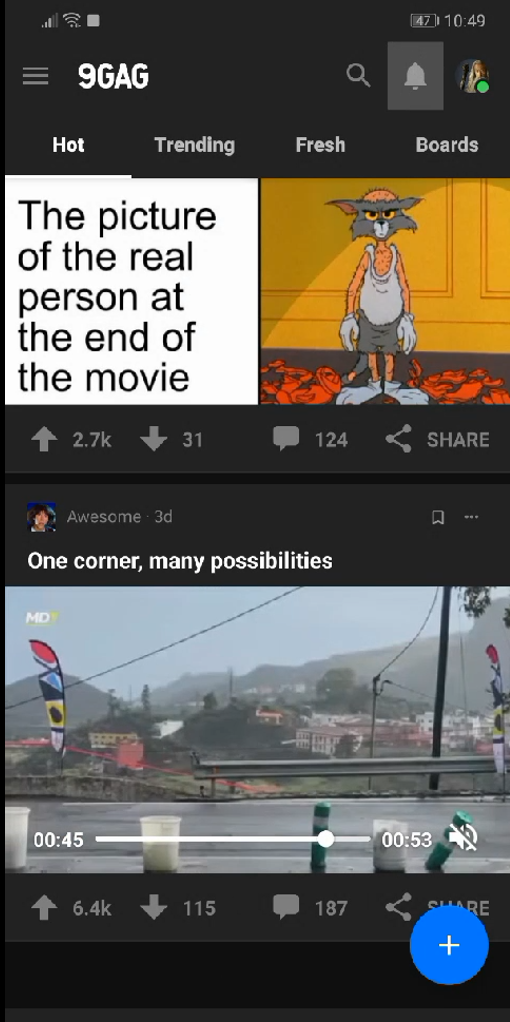 47 10:49
9GAG
Hot Trending Fresh Boards
The picture
of the real
person at
the end of
the movie
2.7k 31 124 SHARE
Awesome · 3d
One corner, many possibilities
MDT
00:45 00:53
6.4k 115 187 SHARE